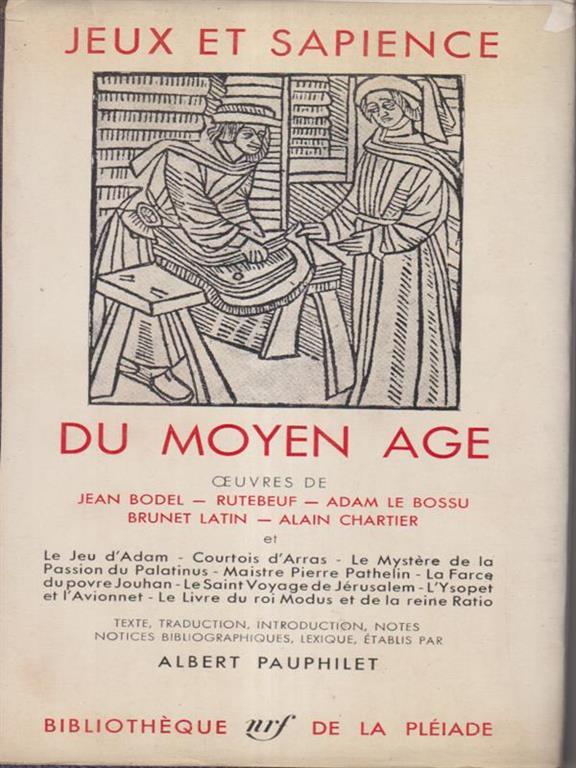 JEUX ET SAPIENCE
DU MOYEN AGE
ŒUVRES DE
JEAN BODEL — RUTEBEUF — ADAM LE BOSSU
BRUNET LATIN — ALAIN CHARTIER
et
Le Jeu d'Adam - Courtois d'Arras - Le Mystère de la
Passion du Palatinus - Maistre Pierre Pathelin - La Farce
du povre Jouhan - Le Saint Voyage de Jérusalem - L'Ysopet
et l'Avionnet - Le Livre du roi Modus et de la reine Ratio
TEXTE, TRADUCTION, INTRODUCTION, NOTES
NOTICES BIBLIOGRAPHIQUES, LEXIQUE, ÉTABLIS PAR
ALBERT PAUPHILET
BIBLIOTHÈQUE nrf DE LA PLÉIADE